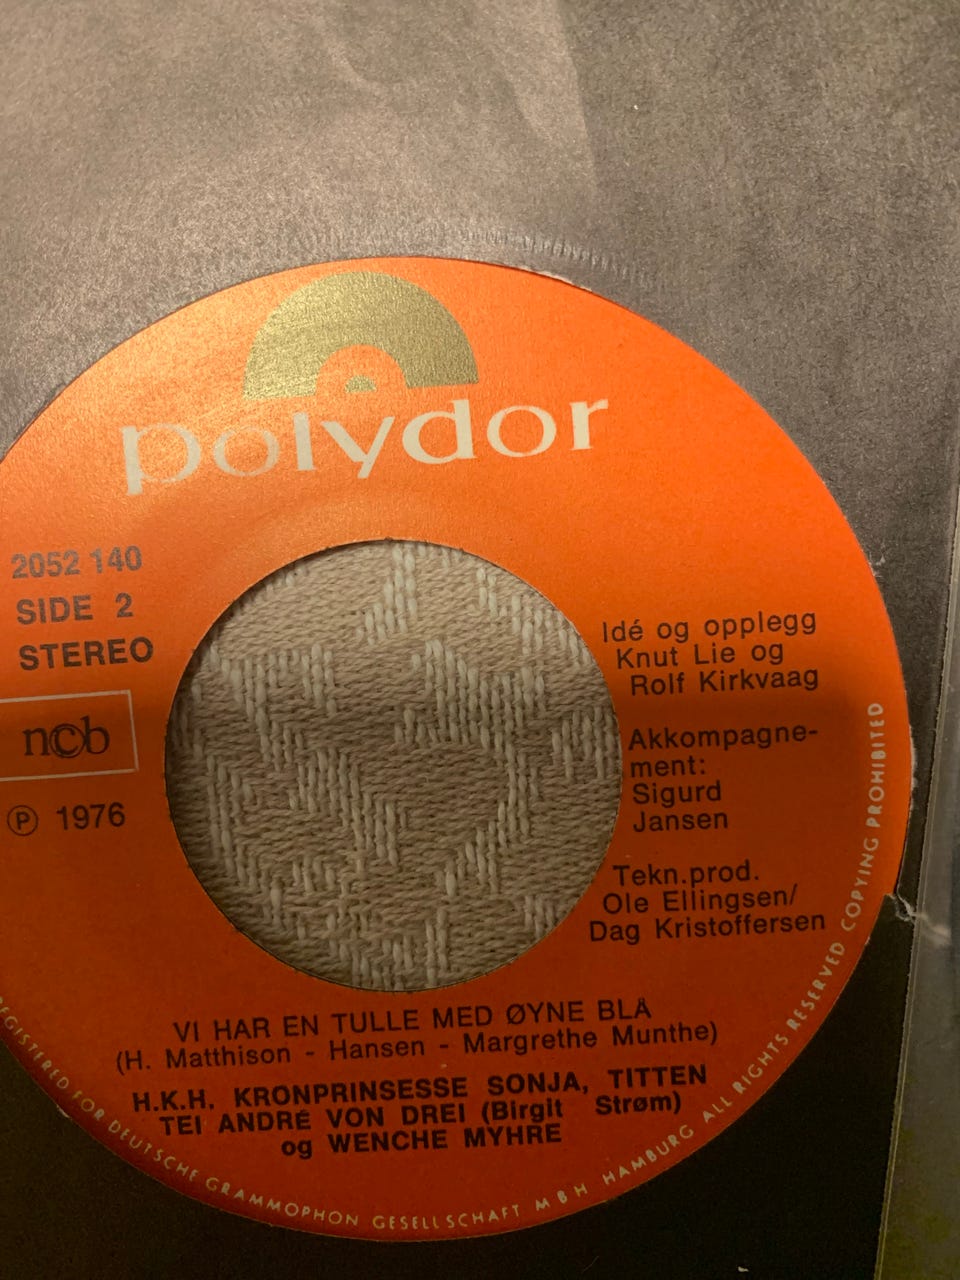 polydor
2052 140
SIDE 2
STEREO
ncb
℗ 1976
Idé og opplegg
Knut Lie og
Rolf Kirkvaag
Akkompagne-
ment:
Sigurd
Jansen
Tekn.prod.
Ole Ellingsen/
Dag Kristoffersen
VI HAR EN TULLE MED ØYNE BLÅ
(H. Matthison - Hansen - Margrethe Munthe)
H.K.H. KRONPRINSESSE SONJA, TITTEN
TEI ANDRÉ VON DREI (Birgit Strøm)
og WENCHE MYHRE
REGISTERED FOR DEUTSCHE GRAMMOPHON GESELLSCHAFT MBH HAMBURG ALL RIGHTS RESERVED COPYING PROHIBITED